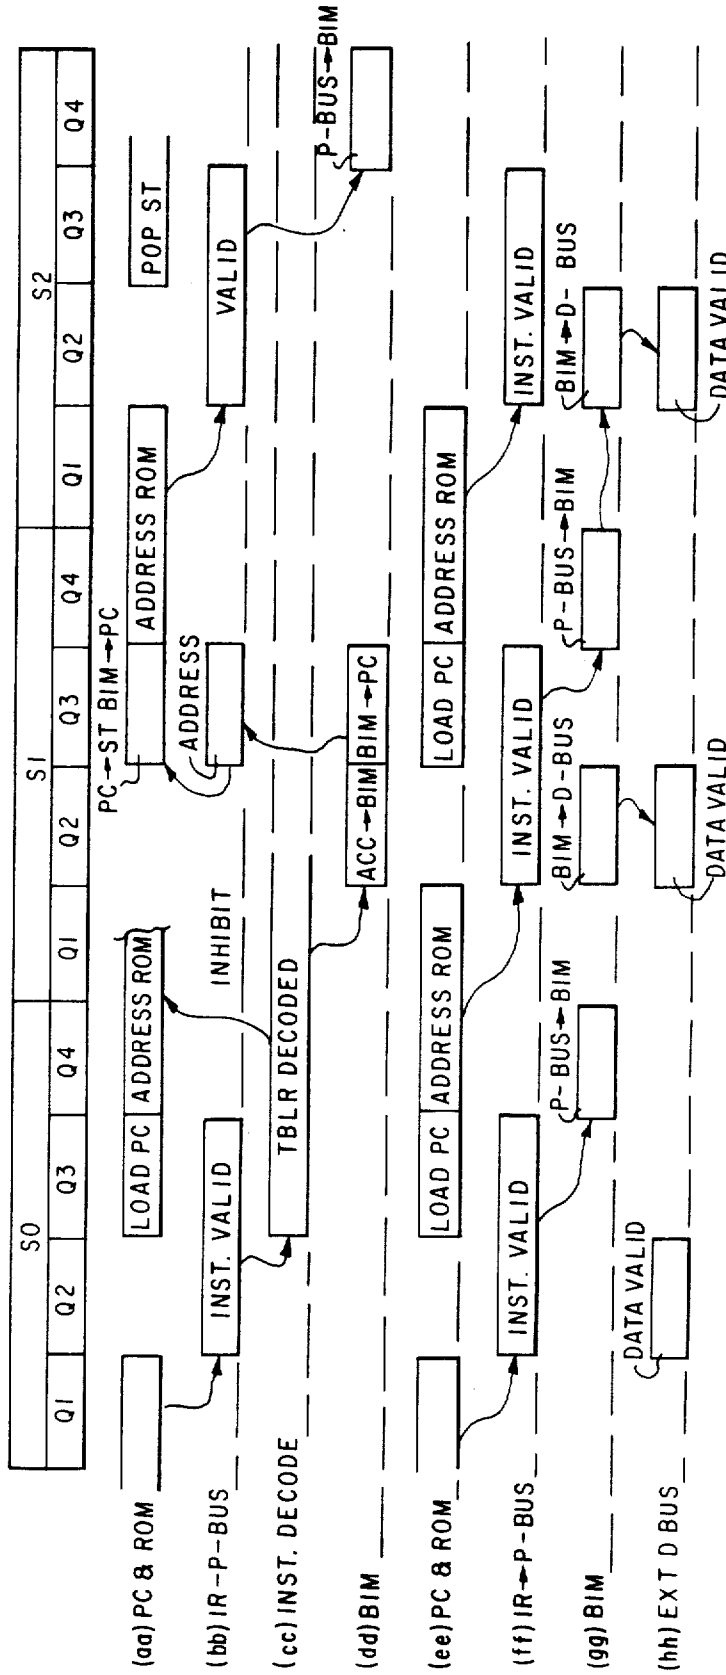 S0 S1 S2
Q1 Q2 Q3 Q4 Q1 Q2 Q3 Q4 Q1 Q2 Q3 Q4
PC→ST BIM→PC
(aa) PC & ROM LOAD PC ADDRESS ROM ADDRESS ROM POP ST
ADDRESS
(bb) IR-P-BUS INST. VALID INHIBIT VALID
(cc) INST. DECODE TBLR DECODED
P-BUS→BIM
(dd) BIM ACC→BIM BIM→PC
(ee) PC & ROM LOAD PC ADDRESS ROM LOAD PC ADDRESS ROM
(ff) IR→P-BUS INST. VALID INST. VALID INST. VALID
P-BUS→BIM BIM→D-BUS P-BUS→BIM BIM→D- BUS
(gg) BIM
DATA VALID
(hh) EXT D BUS
DATA VALID DATA VALID